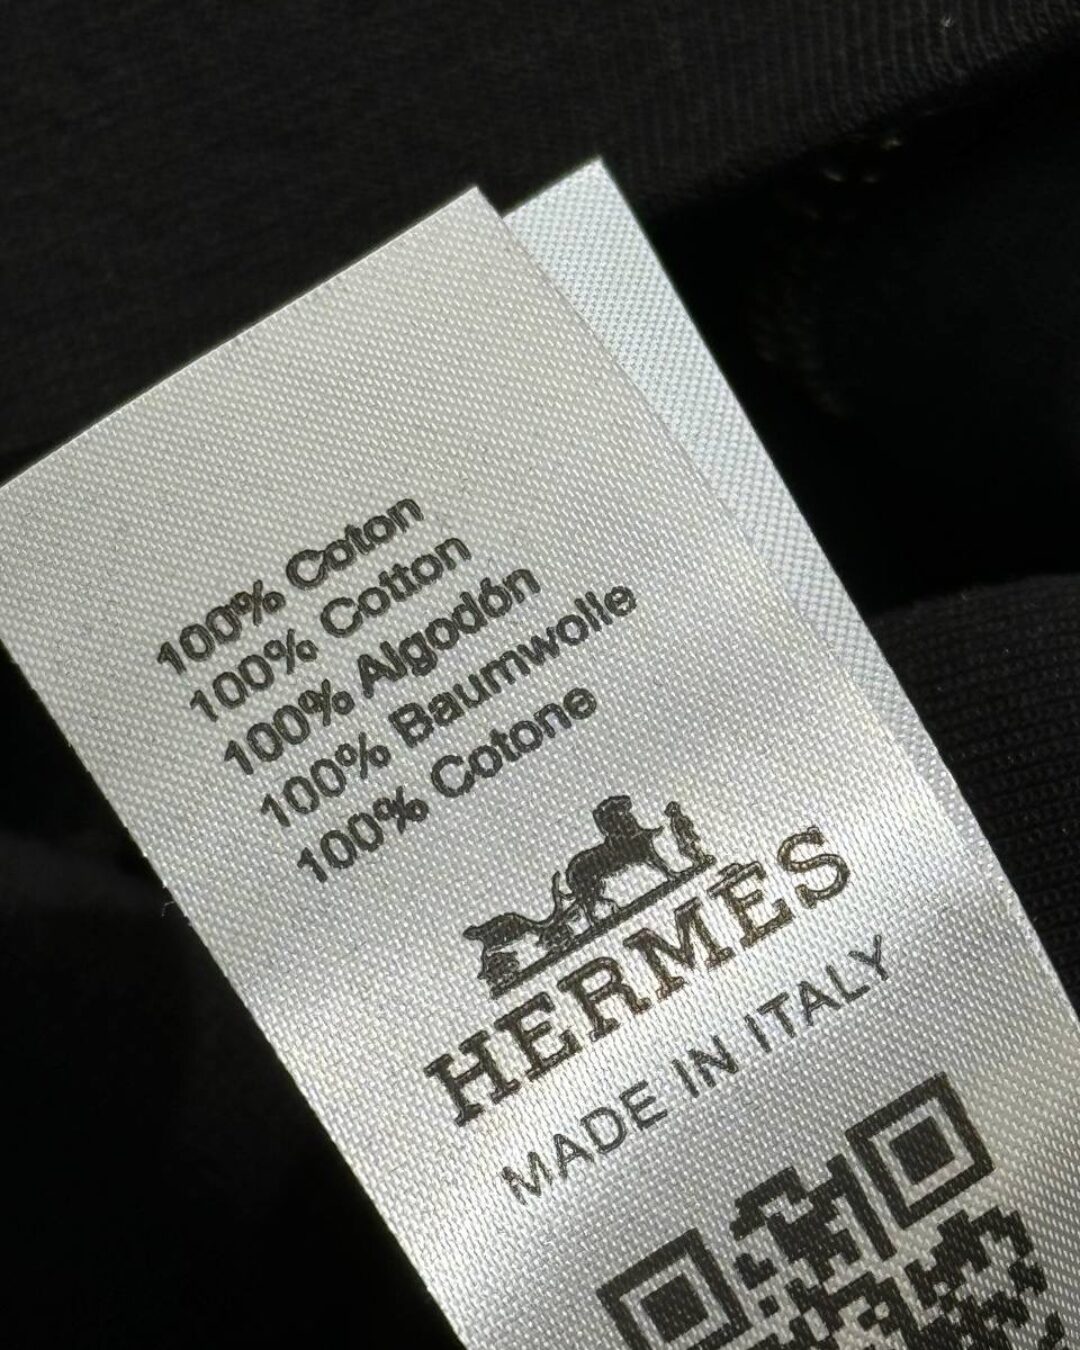 100% Coton
100% Cotton
100% Algodón
100% Baumwolle
100% Cotone
HERMÈS
MADE IN ITALY